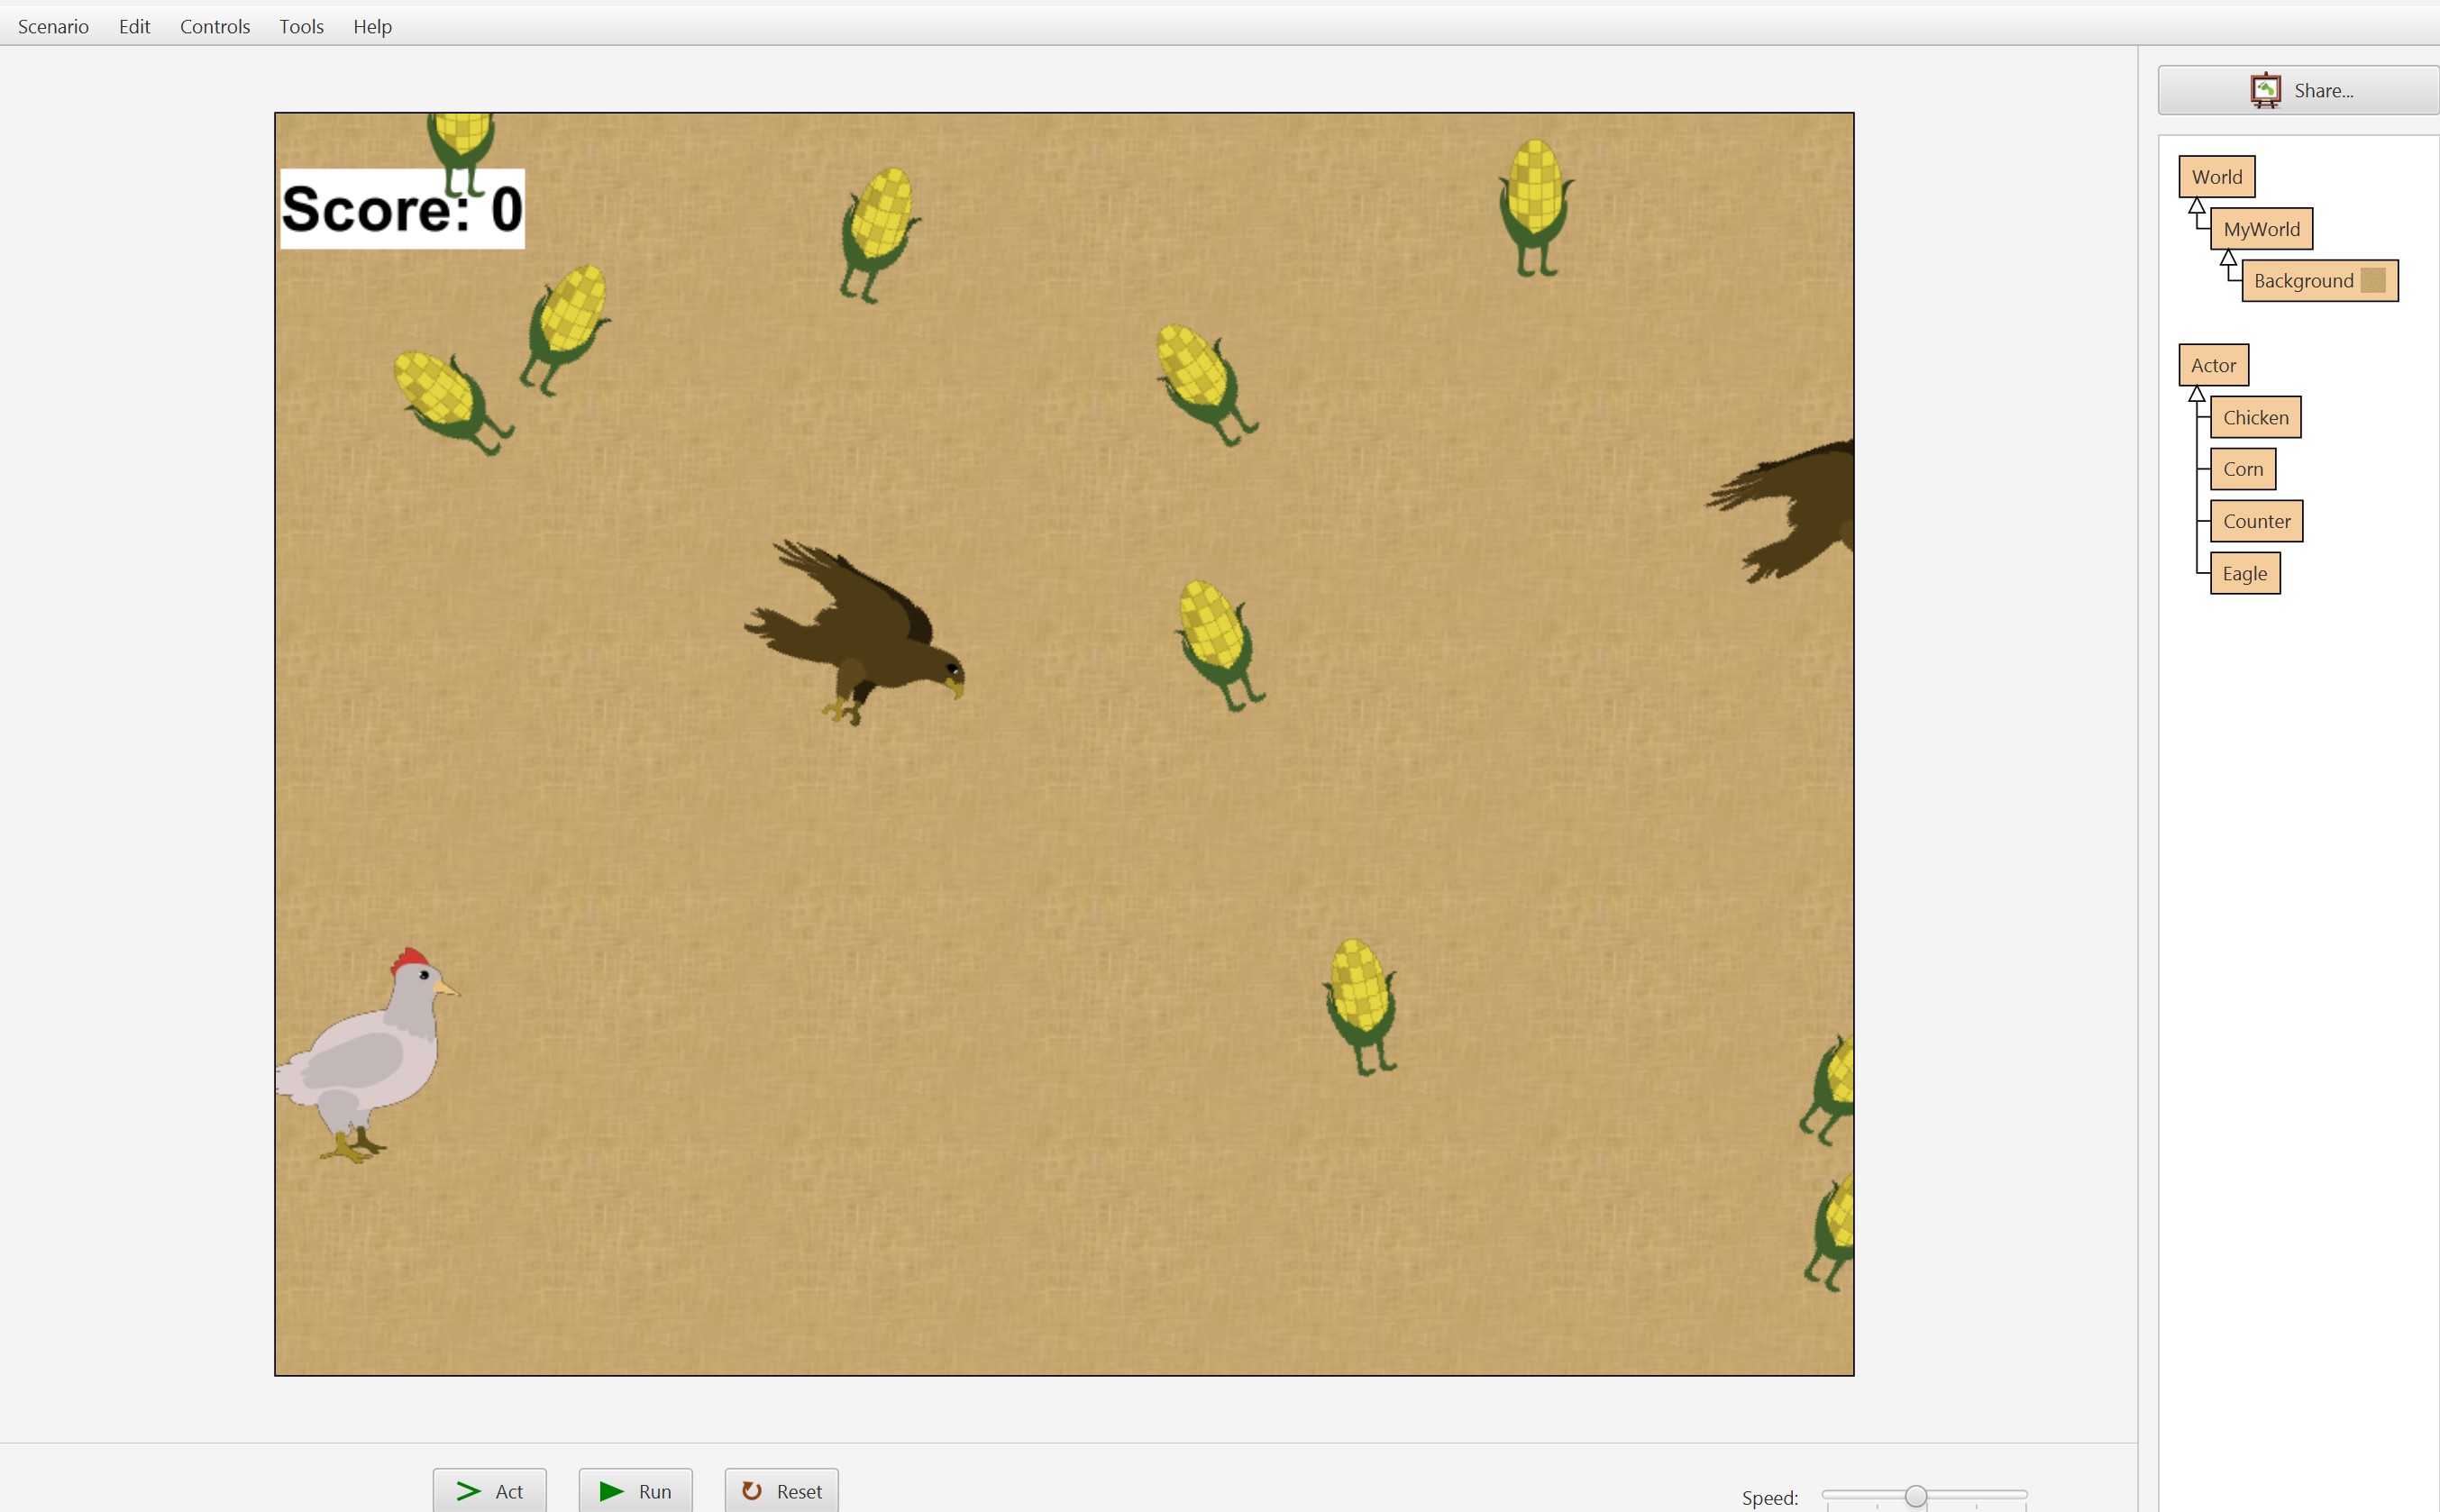 Scenario Edit Controls Tools Help
Share...
Score: 0
World
MyWorld
Background
Actor
Chicken
Corn
Counter
Eagle
Act Run Reset Speed: